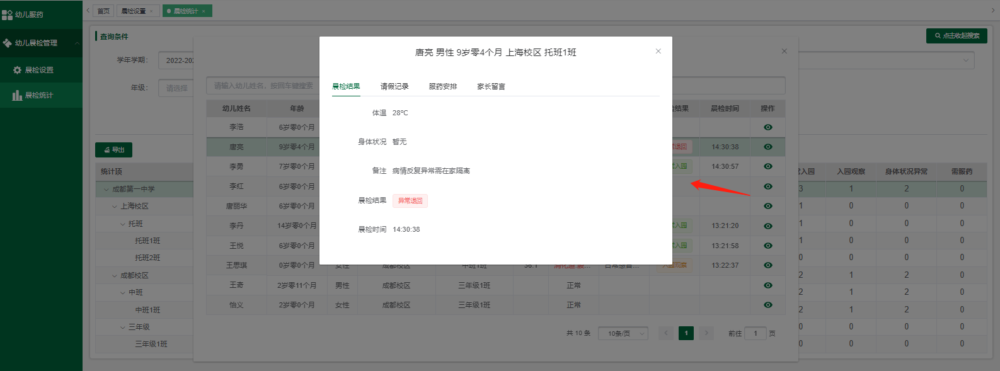 幼儿服药
幼儿晨检管理
晨检设置
晨检统计
首页
晨检设置 ×
晨检统计 ×
查询条件
点击收起搜索
学年学期：
2022-202
年级：
请选择
导出
统计顶
成都第一中学
上海校区
托班
托班1班
托班2班
成都校区
中班
中班1班
三年级
三年级1班
请输入幼儿姓名，按回车键搜索
幼儿姓名 年龄 结果 晨检时间 操作
李浩 6岁零0个月
唐亮 9岁零4个月 退回 14:30:38
李勇 7岁零0个月 入园 14:30:57
李红 6岁零0个月
唐丽华 6岁零0个月
李丹 14岁零0个月 入园 13:21:20
王悦 6岁零0个月 入园 13:21:58
王思琪 0岁零0个月 女性 成都校区 中班1班 36.1 消化道.腹... 日常感冒... 入园观察 13:22:37
王奇 2岁零11个月 男性 成都校区 三年级1班 正常
怡义 2岁零0个月 女性 成都校区 三年级1班 正常
共 10 条 10条/页 1 前往 1 页
唐亮 男性 9岁零4个月 上海校区 托班1班
晨检结果 请假记录 服药安排 家长留言
体温 28℃
身体状况 暂无
备注 病情反复异常需在家隔离
晨检结果 异常退回
晨检时间 14:30:38
入园 入园观察 身体状况异常 需服药
3 1 2 0
1 0 0 0
1 0 0 0
1 0 0 0
0 0 0 0
2 1 2 0
2 1 2 0
2 1 2 0
0 0 0 0
0 0 0 0